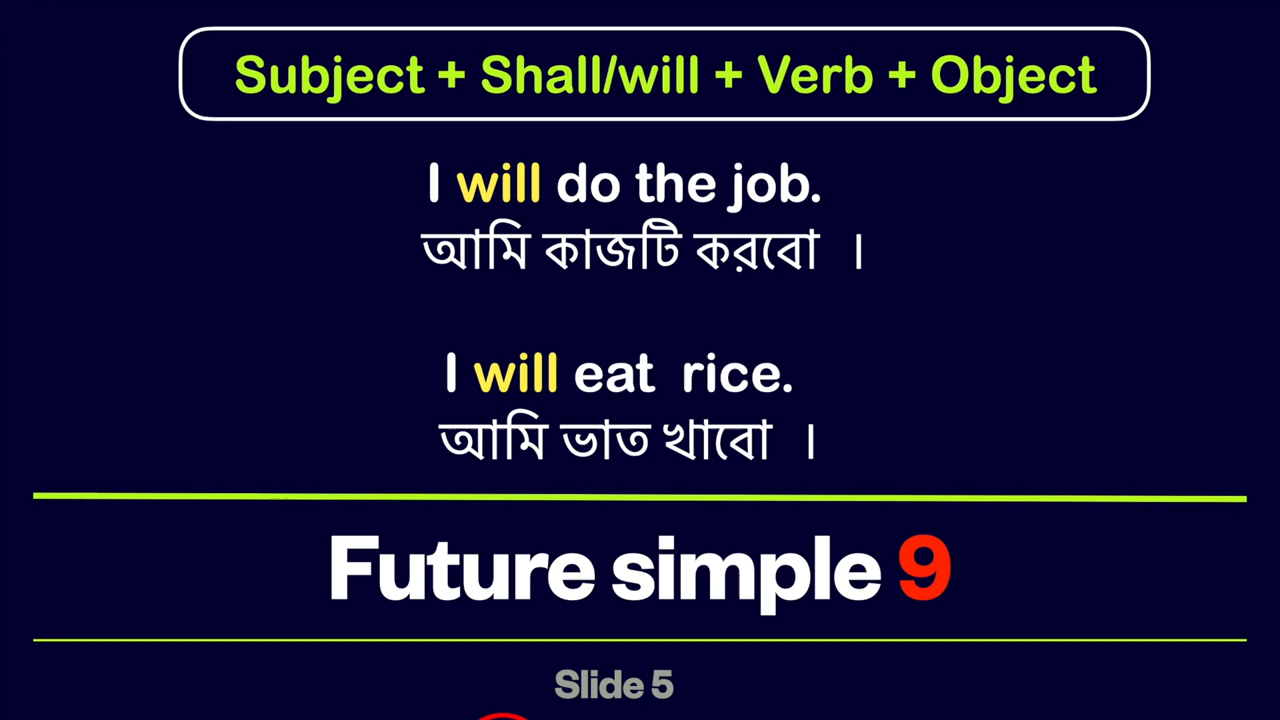 Subject + Shall/will + Verb + Object
I will do the job.
আমি কাজটি করবো ।
I will eat rice.
আমি ভাত খাবো ।
Future simple 9
Slide 5